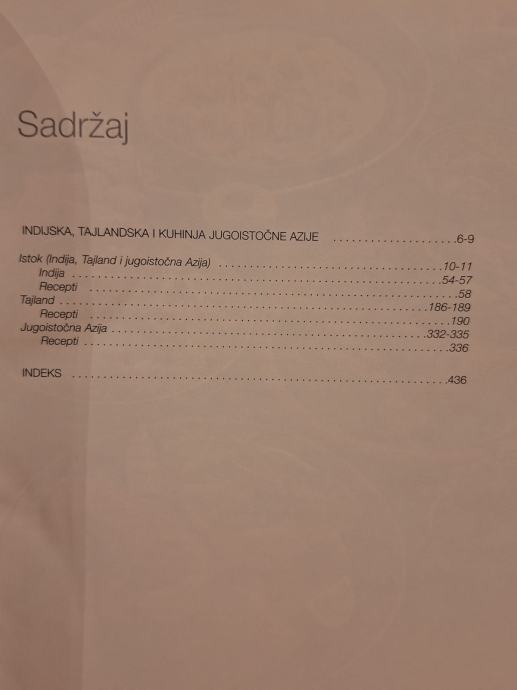 Sadržaj
INDIJSKA, TAJLANDSKA I KUHINJA JUGOISTOČNE AZIJE ...................6-9
Istok (Indija, Tajland i jugoistočna Azija) ...................................10-11
Indija .........................................................54-57
Recepti .......................................................58
Tajland ........................................................186-189
Recepti .......................................................190
Jugoistočna Azija ................................................332-335
Recepti .......................................................336
INDEKS .........................................................436